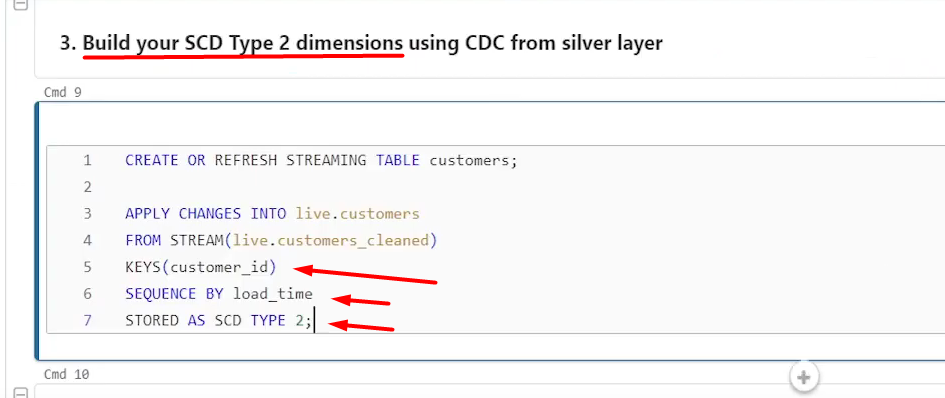 3. Build your SCD Type 2 dimensions using CDC from silver layer
Cmd 9
1 CREATE OR REFRESH STREAMING TABLE customers;
2
3 APPLY CHANGES INTO live.customers
4 FROM STREAM(live.customers_cleaned)
5 KEYS(customer_id)
6 SEQUENCE BY load_time
7 STORED AS SCD TYPE 2;
Cmd 10